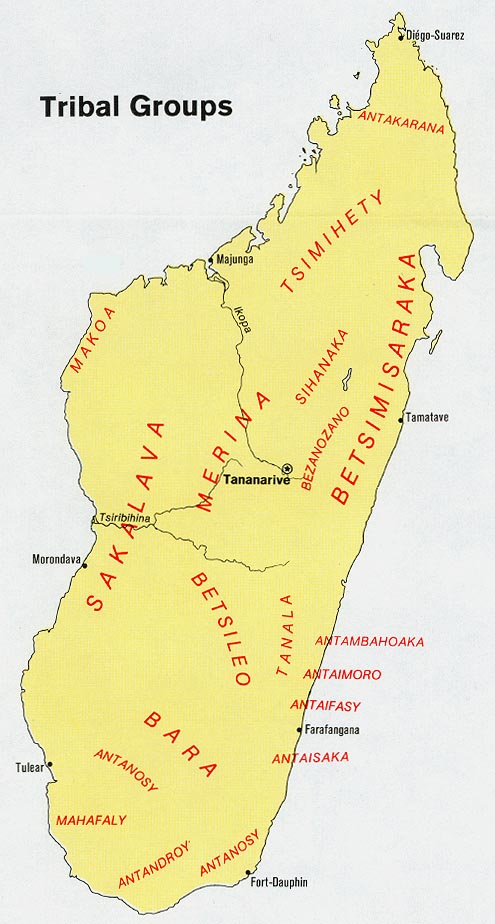 Diégo-Suarez
Tribal Groups
ANTAKARANA
TSIMIHETY
Majunga
BETSIMISARAKA
Ikopa
MAKOA
SIHANAKA
MERINA
BEZANOZANO
Tamatave
SAKALAVA
Tananarive
Tsiribihina
Morondava
BETSILEO
TANALA
ANTAMBAHOAKA
ANTAIMORO
ANTAIFASY
BARA
Farafangana
ANTANOSY
ANTAISAKA
Tulear
MAHAFALY
ANTANDROY
ANTANOSY
Fort-Dauphin